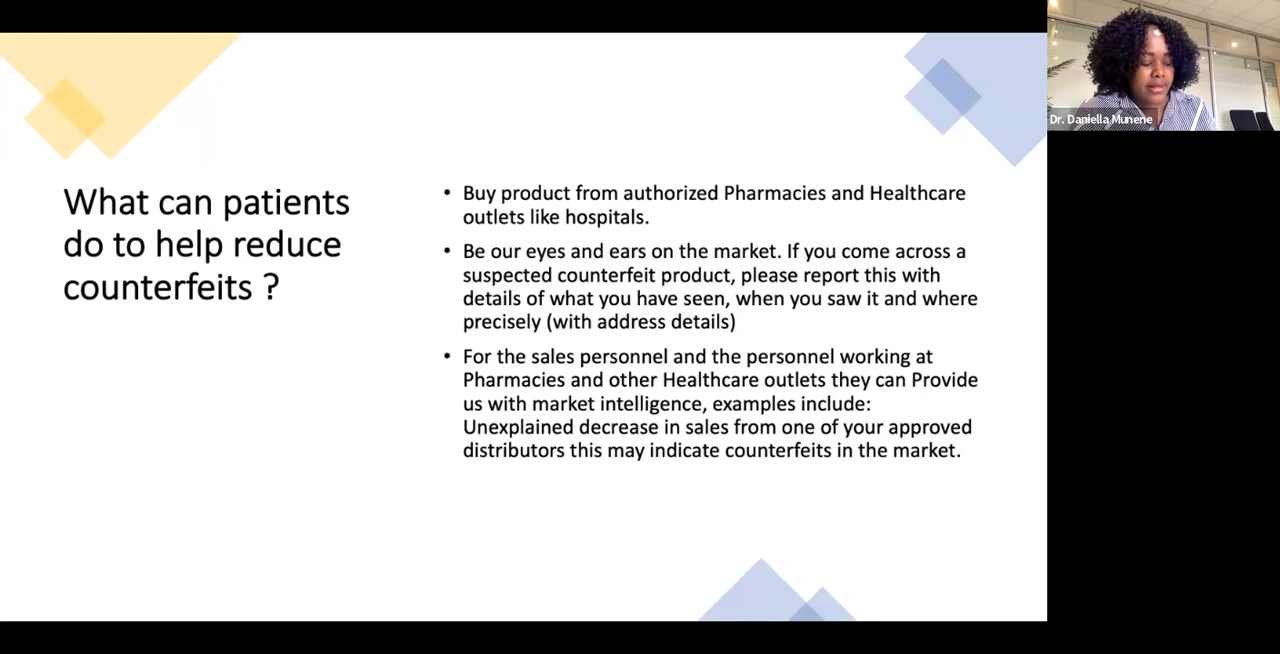 What can patients
do to help reduce
counterfeits ?
• Buy product from authorized Pharmacies and Healthcare
outlets like hospitals.
• Be our eyes and ears on the market. If you come across a
suspected counterfeit product, please report this with
details of what you have seen, when you saw it and where
precisely (with address details)
• For the sales personnel and the personnel working at
Pharmacies and other Healthcare outlets they can Provide
us with market intelligence, examples include:
Unexplained decrease in sales from one of your approved
distributors this may indicate counterfeits in the market.
Dr. Daniella Munene